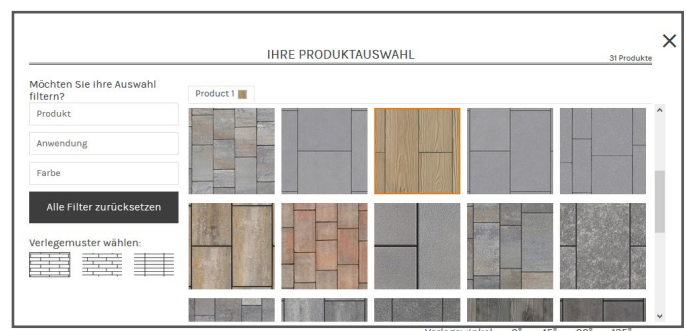 IHRE PRODUKTAUSWAHL
31 Produkte
Möchten Sie ihre Auswahl
filtern?
Product 1
Produkt
Anwendung
Farbe
Alle Filter zurücksetzen
Verlegemuster wählen: